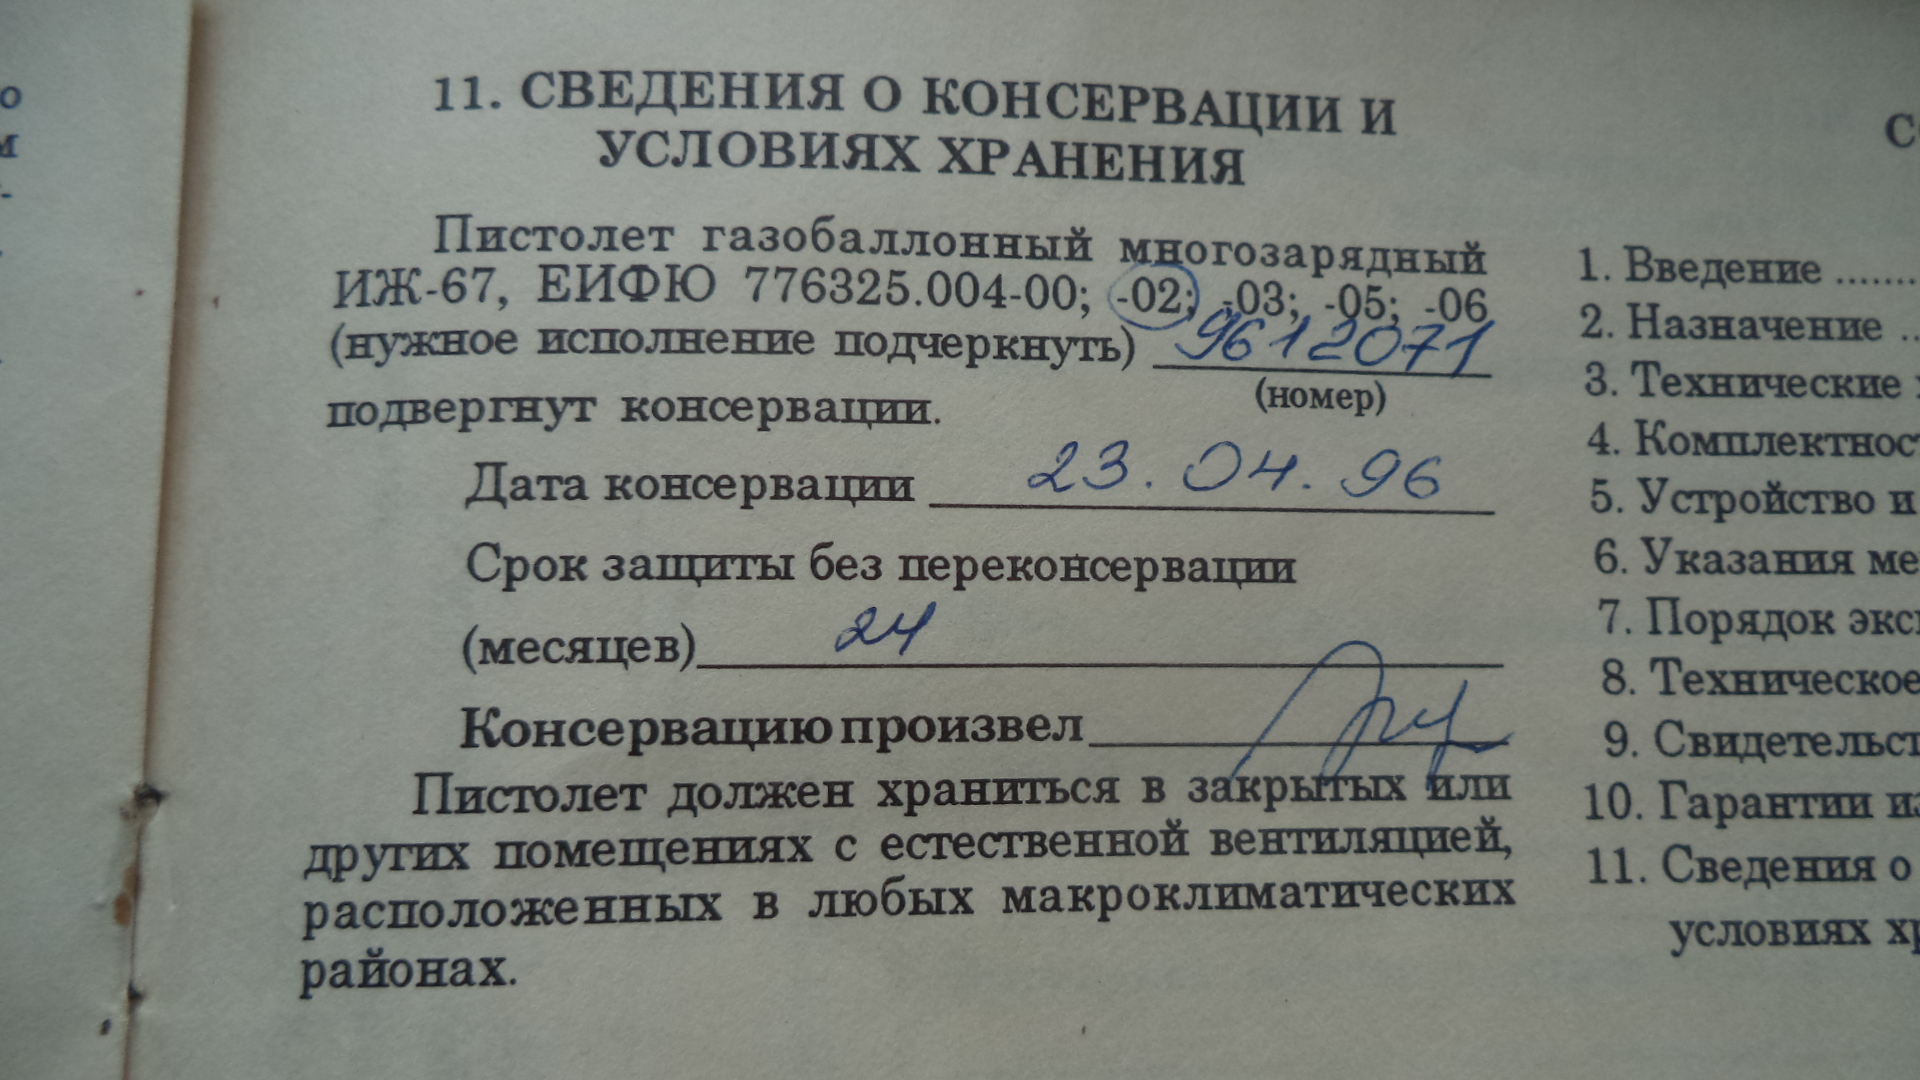 11. СВЕДЕНИЯ О КОНСЕРВАЦИИ И
УСЛОВИЯХ ХРАНЕНИЯ
Пистолет газобаллонный многозарядный
ИЖ-67, ЕИФЮ 776325.004-00; -02; -03; -05; -06
(нужное исполнение подчеркнуть) 9612071
(номер)
подвергнут консервации.
Дата консервации 23.04.96
Срок защиты без переконсервации
(месяцев) 24
Консервацию произвел
Пистолет должен храниться в закрытых или
других помещениях с естественной вентиляцией,
расположенных в любых макроклиматических
районах.
1. Введение .......
2. Назначение ..
3. Технические
4. Комплектност
5. Устройство и
6. Указания ме
7. Порядок экс
8. Техническое
9. Свидетельст
10. Гарантии из
11. Сведения о
условиях хр